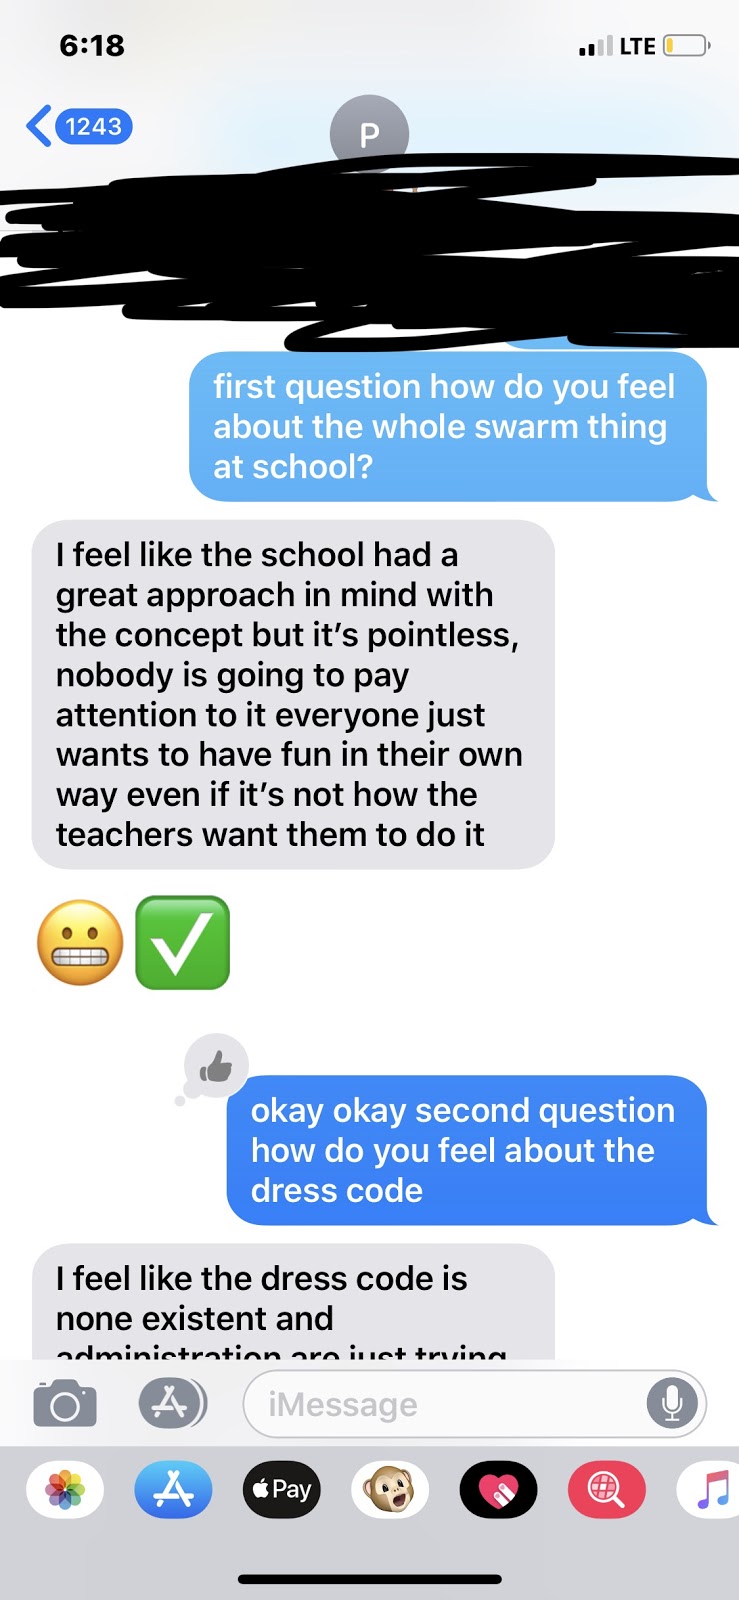 6:18
LTE
1243
P
first question how do you feel
about the whole swarm thing
at school?
I feel like the school had a
great approach in mind with
the concept but it’s pointless,
nobody is going to pay
attention to it everyone just
wants to have fun in their own
way even if it’s not how the
teachers want them to do it
okay okay second question
how do you feel about the
dress code
I feel like the dress code is
none existent and
administration are just trying
iMessage
Pay